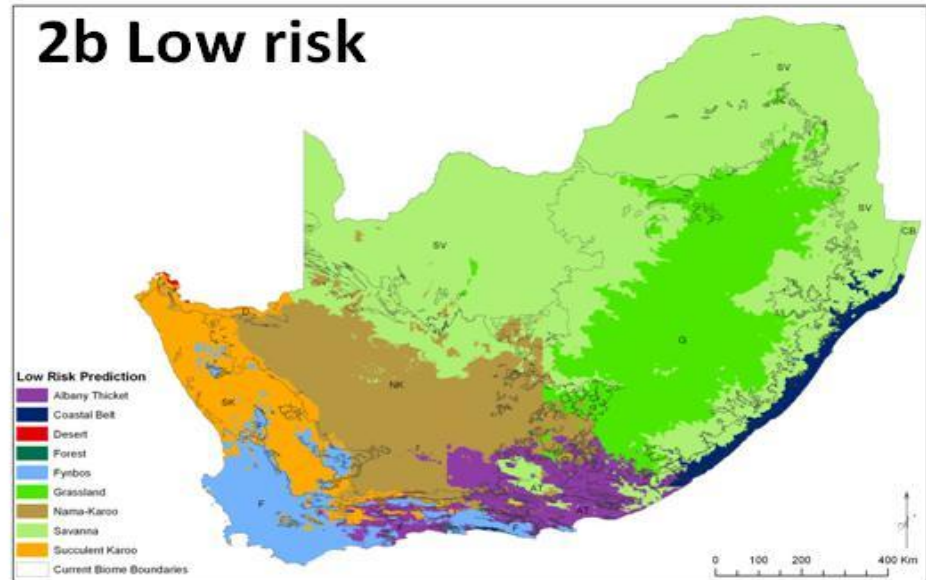 2b Low risk
SV
SV
SV
CB
D
G
NK
SK
AT
F
AT
F
Low Risk Prediction
Albany Thicket
Coastal Belt
Desert
Forest
Fynbos
Grassland
Nama-Karoo
Savanna
Succulent Karoo
Current Biome Boundaries
0 100 200 400 Km